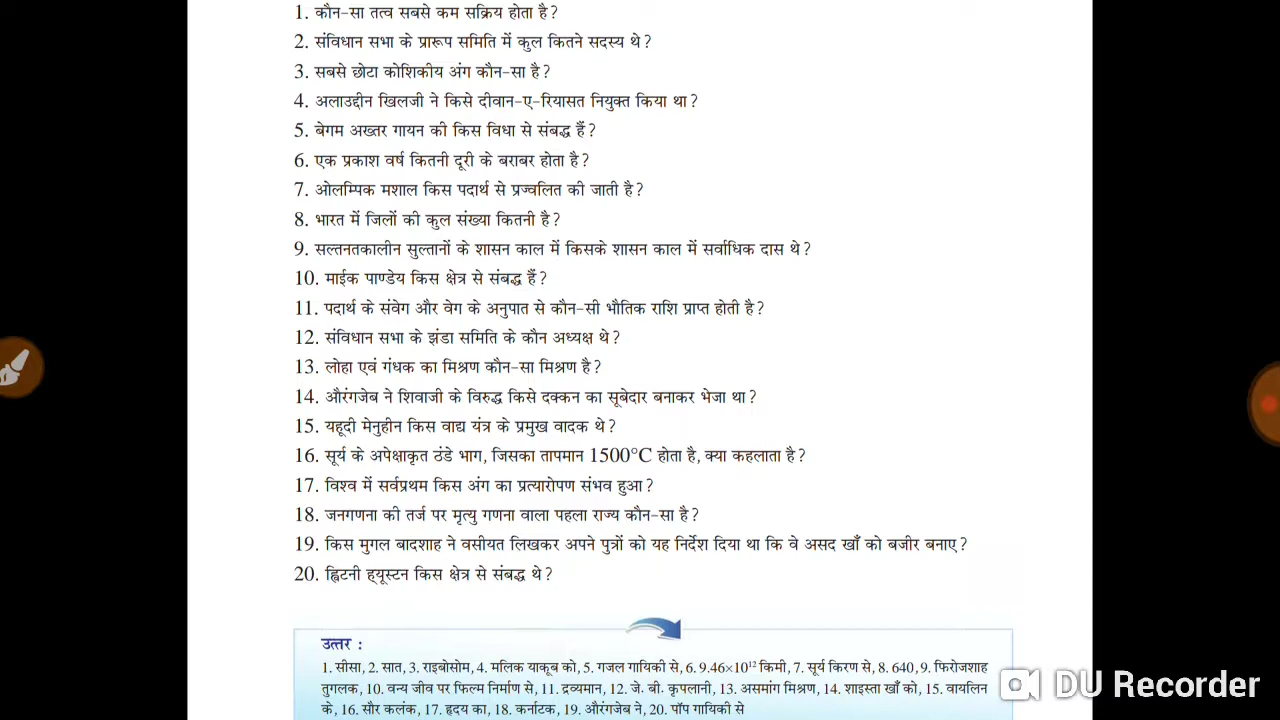 1. कौन-सा तत्व सबसे कम सक्रिय होता है?
2. संविधान सभा के प्रारूप समिति में कुल कितने सदस्य थे?
3. सबसे छोटा कोशिकीय अंग कौन-सा है?
4. अलाउद्दीन खिलजी ने किसे दीवान-ए-रियासत नियुक्त किया था?
5. बेगम अख्तर गायन की किस विधा से संबद्ध हैं?
6. एक प्रकाश वर्ष कितनी दूरी के बराबर होता है?
7. ओलम्पिक मशाल किस पदार्थ से प्रज्वलित की जाती है?
8. भारत में जिलों की कुल संख्या कितनी है?
9. सल्तनतकालीन सुल्तानों के शासन काल में किसके शासन काल में सर्वाधिक दास थे?
10. माईक पाण्डेय किस क्षेत्र से संबद्ध हैं?
11. पदार्थ के संवेग और वेग के अनुपात से कौन-सी भौतिक राशि प्राप्त होती है?
12. संविधान सभा के झंडा समिति के कौन अध्यक्ष थे?
13. लोहा एवं गंधक का मिश्रण कौन-सा मिश्रण है?
14. औरंगजेब ने शिवाजी के विरुद्ध किसे दक्कन का सूबेदार बनाकर भेजा था?
15. यहूदी मेनुहीन किस वाद्य यंत्र के प्रमुख वादक थे?
16. सूर्य के अपेक्षाकृत ठंडे भाग, जिसका तापमान 1500°C होता है, क्या कहलाता है?
17. विश्व में सर्वप्रथम किस अंग का प्रत्यारोपण संभव हुआ?
18. जनगणना की तर्ज पर मृत्यु गणना वाला पहला राज्य कौन-सा है?
19. किस मुगल बादशाह ने वसीयत लिखकर अपने पुत्रों को यह निर्देश दिया था कि वे असद खाँ को बजीर बनाए?
20. ह्विटनी ह्यूस्टन किस क्षेत्र से संबद्ध थे?
उत्तर :
1. सीसा, 2. सात, 3. राइबोसोम, 4. मलिक याकूब को, 5. गजल गायिकी से, 6. 9.46×10¹² किमी, 7. सूर्य किरण से, 8. 640, 9. फिरोजशाह
तुगलक, 10. वन्य जीव पर फिल्म निर्माण से, 11. द्रव्यमान, 12. जे. बी. कृपलानी, 13. असमांग मिश्रण, 14. शाइस्ता खाँ को, 15. वायलिन
के, 16. सौर कलंक, 17. हृदय का, 18. कर्नाटक, 19. औरंगजेब ने, 20. पॉप गायिकी से
DU Recorder